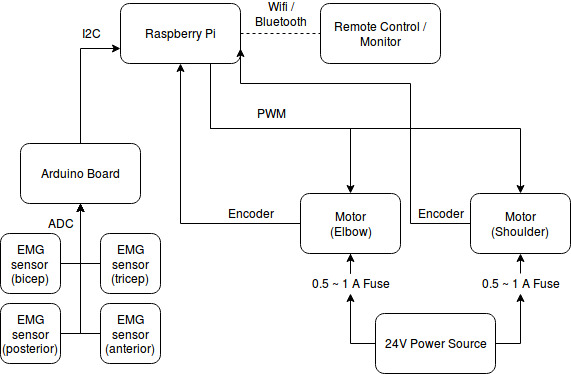 Wifi /
Bluetooth
I2C
Raspberry Pi
Remote Control /
Monitor
PWM
Arduino Board
ADC
Encoder
Motor
(Elbow)
Encoder
Motor
(Shoulder)
EMG
sensor
(bicep)
EMG
sensor
(tricep)
0.5 ~ 1 A Fuse
0.5 ~ 1 A Fuse
EMG
sensor
(posterior)
EMG
sensor
(anterior)
24V Power Source